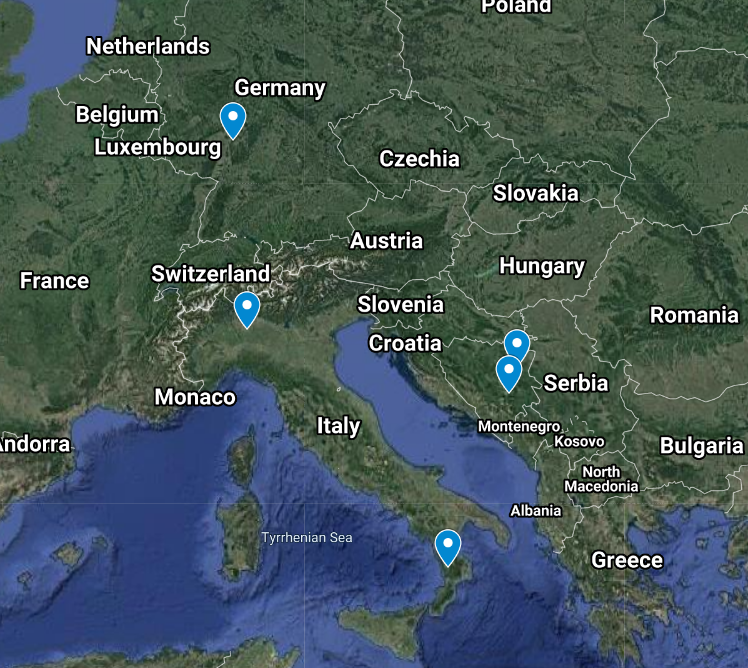 Poland
Netherlands
Germany
Belgium
Luxembourg
Czechia
Slovakia
Austria
Switzerland
Hungary
France
Slovenia
Romania
Croatia
Serbia
Monaco
Italy
Montenegro
Kosovo
Andorra
Bulgaria
North
Macedonia
Albania
Tyrrhenian Sea
Greece